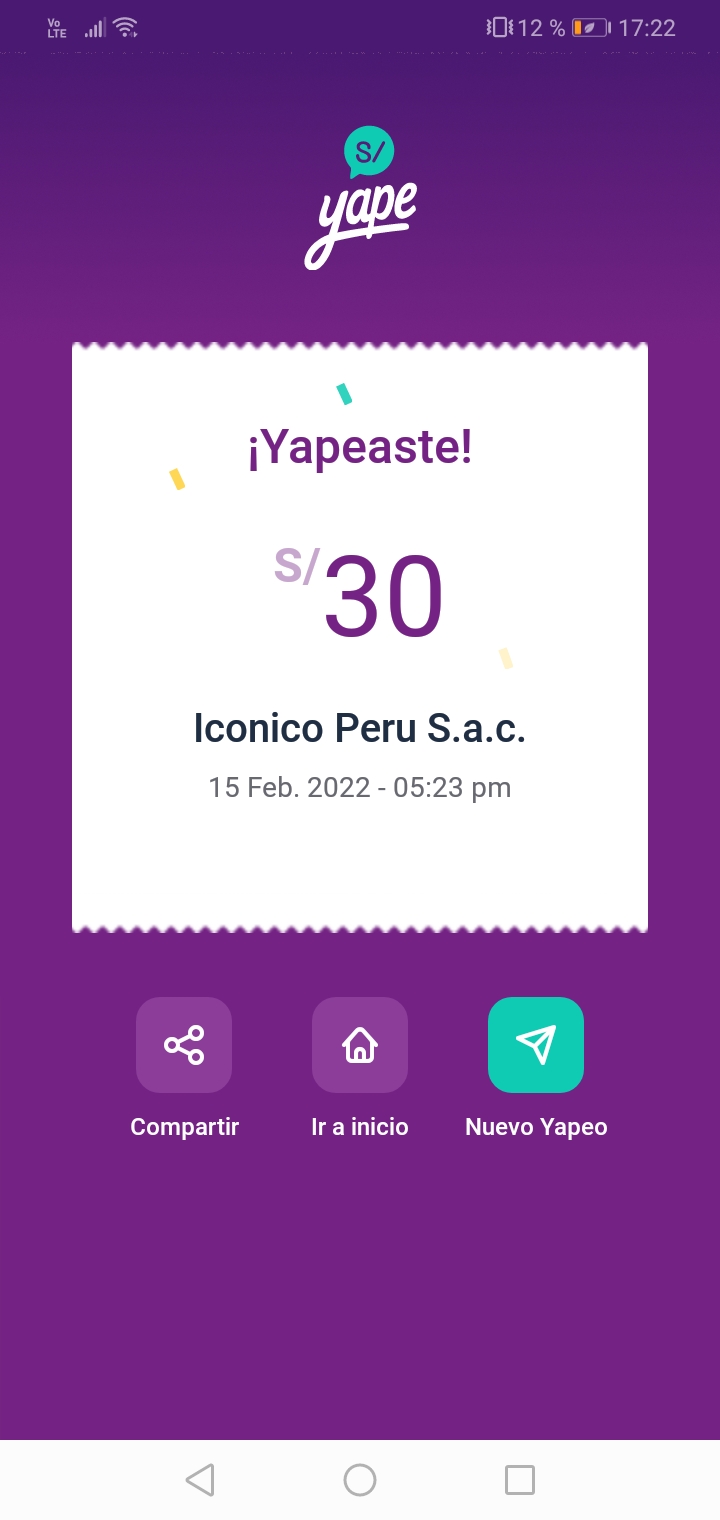 Vo
LTE
12 %
17:22
S/
yape
¡Yapeaste!
S/30
Iconico Peru S.a.c.
15 Feb. 2022 - 05:23 pm
Compartir
Ir a inicio
Nuevo Yapeo